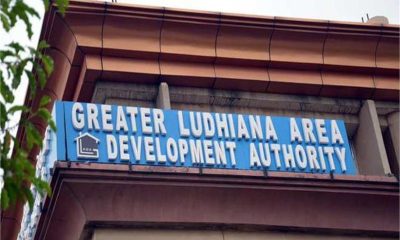 GREATER LUDHIANA AREA
DEVELOPMENT AUTHORITY